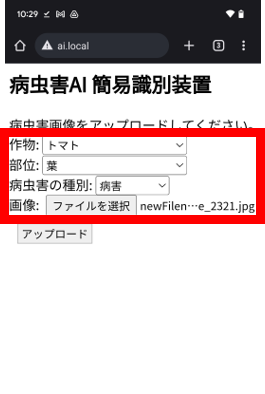 10:29
ai.local
3
病虫害AI 簡易識別装置
病虫害画像をアップロードしてください。
作物: トマト
部位: 葉
病虫害の種別: 病害
画像: ファイルを選択 newFilen…e_2321.jpg
アップロード